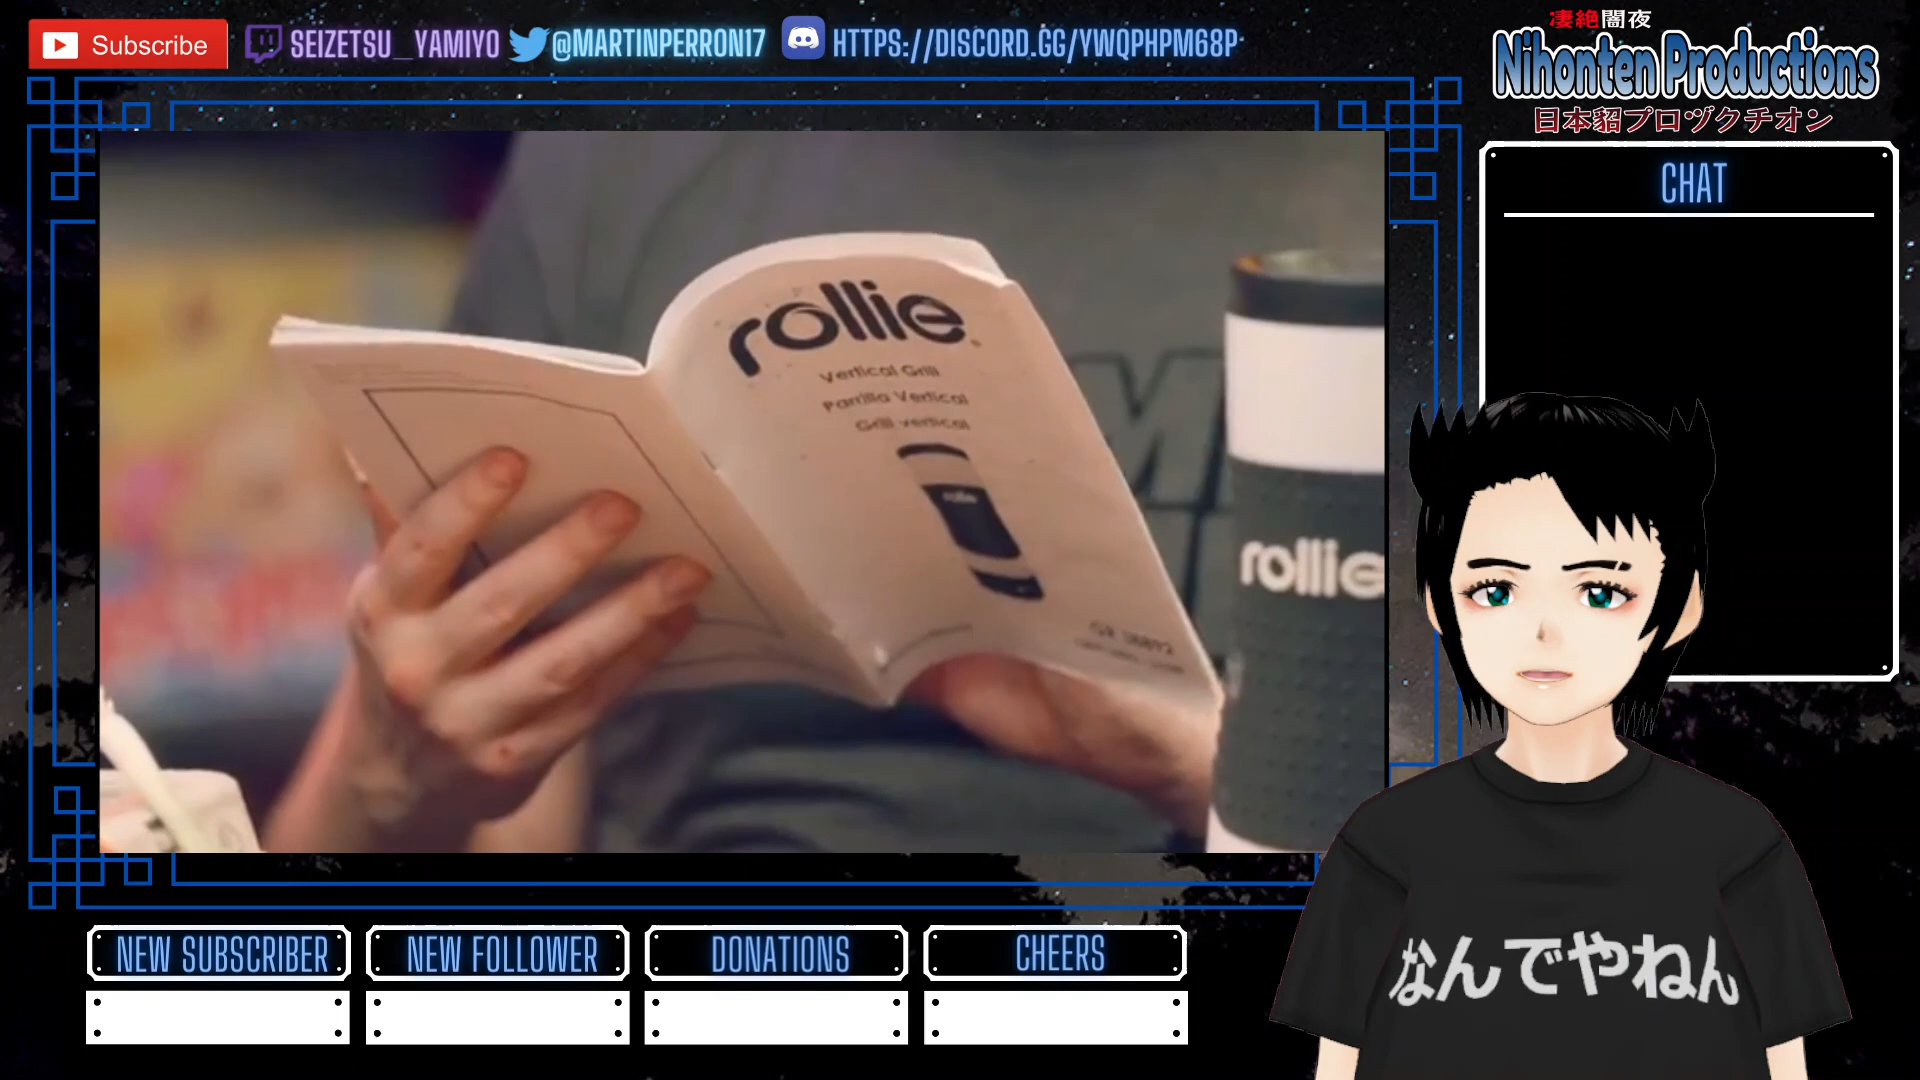 Subscribe
SEIZETSU_YAMIYO
@MARTINPERRON17
HTTPS://DISCORD.GG/YWQPHPM68P
凄絶闇夜
Nihonten Productions
日本貂プロヅクチオン
CHAT
rollie
Vertical Grill
Parrilla Vertical
Grill vertical
rollie
rollie
なんでやねん
NEW SUBSCRIBER
NEW FOLLOWER
DONATIONS
CHEERS